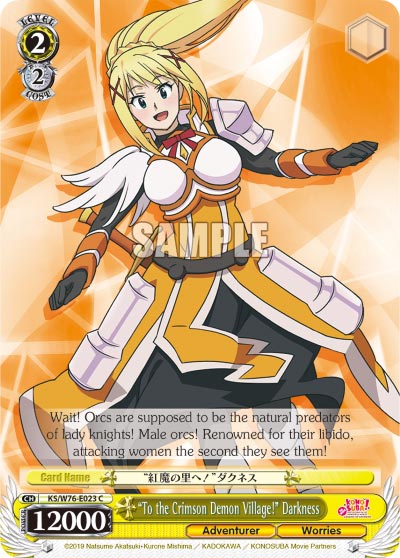 LEVEL
2
2
COST
SAMPLE
Wait! Orcs are supposed to be the natural predators
of lady knights! Male orcs! Renowned for their libido,
attacking women the second they see them!
Card Name
“紅魔の里へ！”ダクネス
CH KS/W76-E023 C
12000
“To the Crimson Demon Village!” Darkness
KONO SUBA!
Adventurer
Worries
©2019 Natsume Akatsuki・Kurone Mishima / KADOKAWA / KONOSUBA Movie Partners